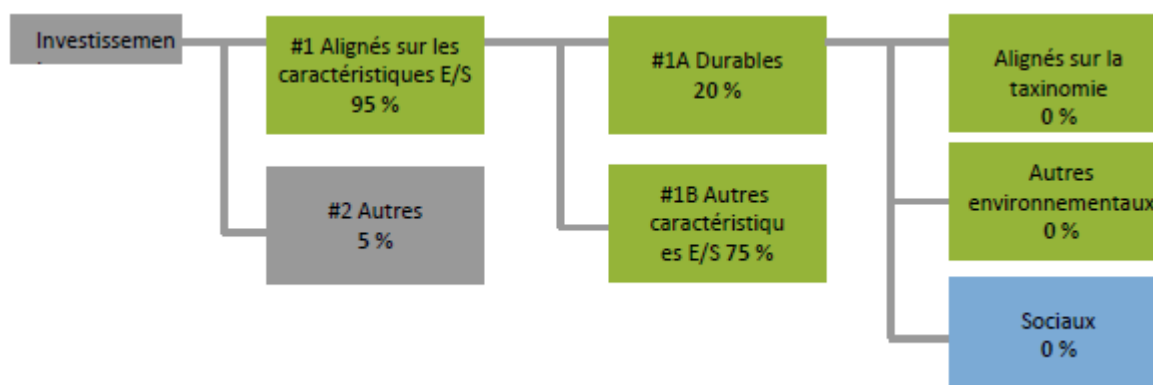 Investissemen
#1 Alignés sur les
caractéristiques E/S
95 %
#2 Autres
5 %
#1A Durables
20 %
#1B Autres
caractéristiqu
es E/S 75 %
Alignés sur la
taxinomie
0 %
Autres
environnementaux
0 %
Sociaux
0 %